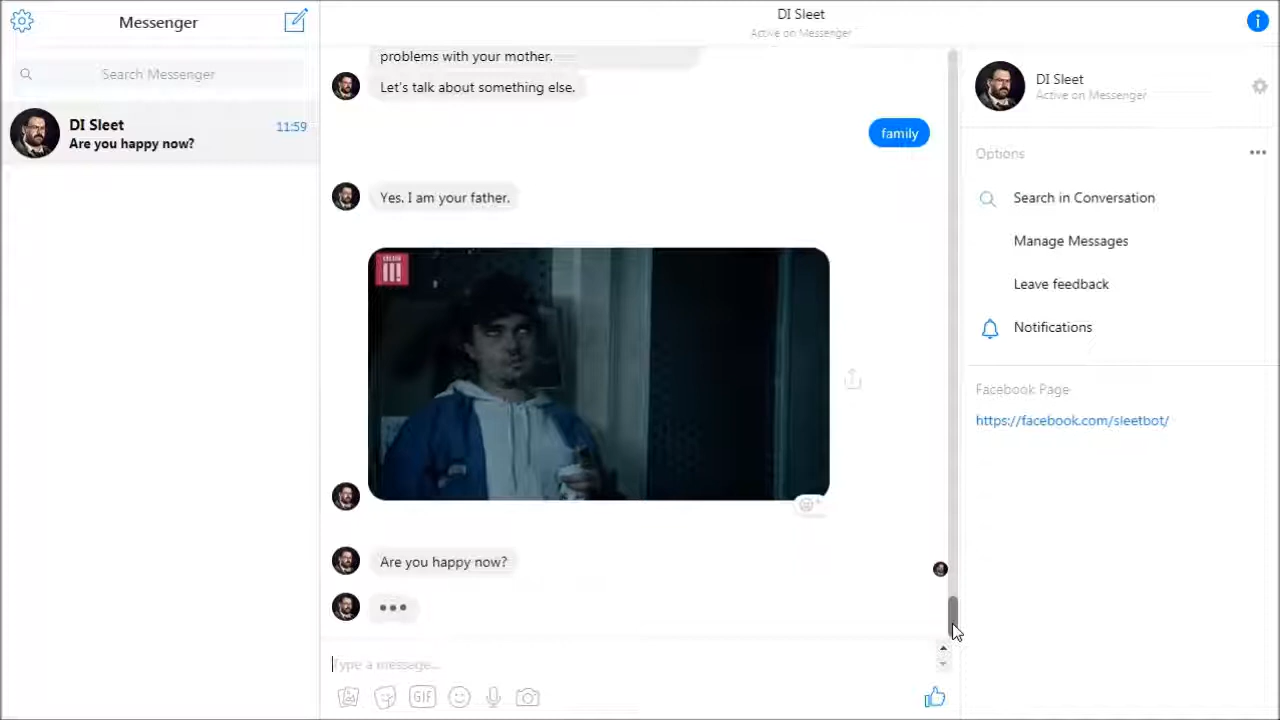 Messenger
Search Messenger
DI Sleet
11:59
Are you happy now?
DI Sleet
Active on Messenger
problems with your mother.
Let's talk about something else.
family
Yes. I am your father.
Are you happy now?
Type a message...
GIF
DI Sleet
Active on Messenger
Options
Search in Conversation
Manage Messages
Leave feedback
Notifications
Facebook Page
https://facebook.com/sleetbot/